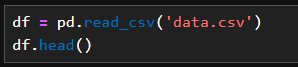 df = pd.read_csv('data.csv')
df.head()